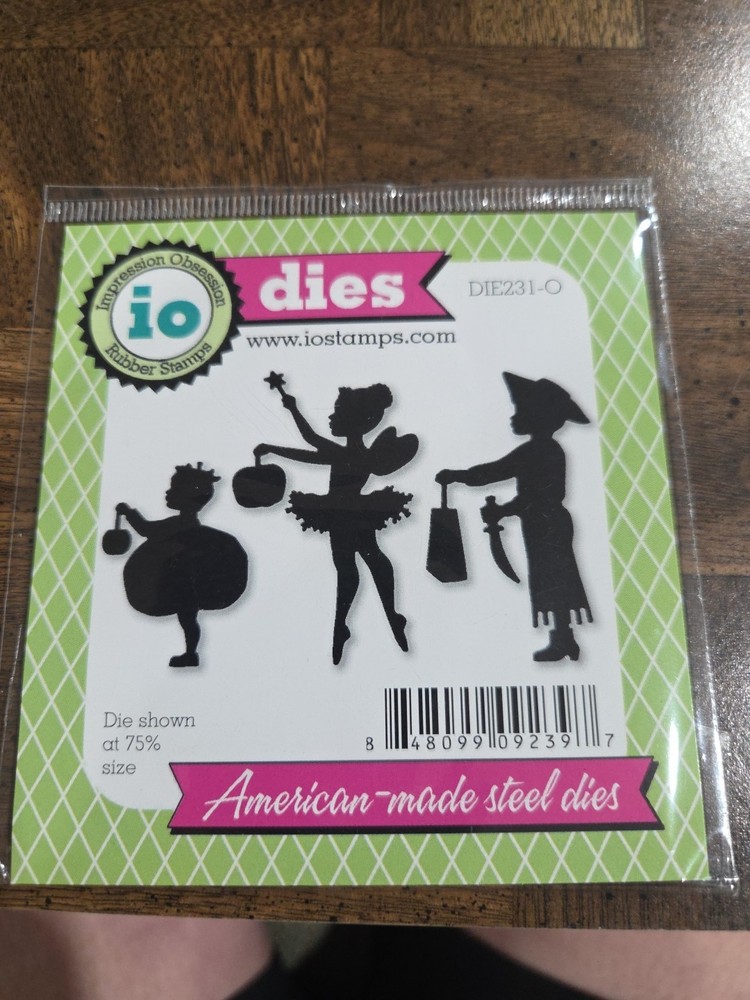 Impression Obsession
io
Rubber Stamps
dies
DIE231-O
www.iostamps.com
Die shown
at 75%
size
8 48099 09239 7
American-made steel dies